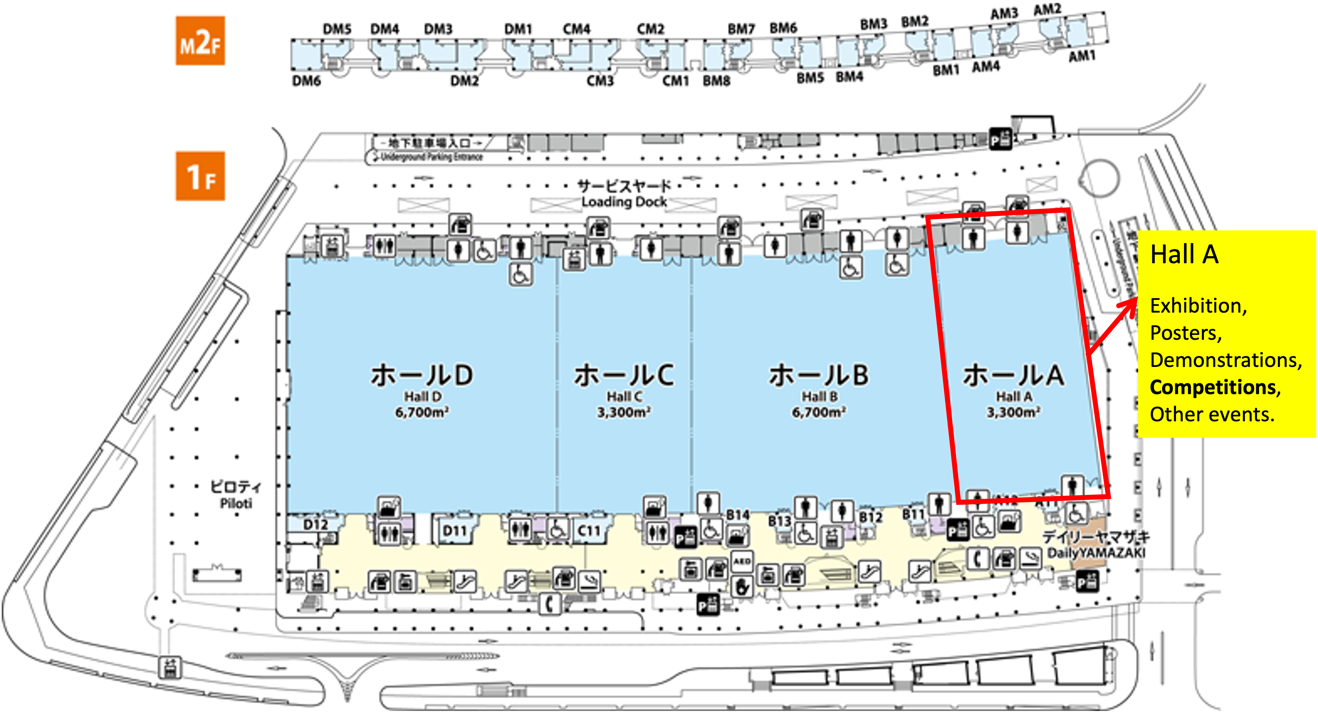 M2F
DM5 DM4 DM3 DM1 CM4 CM2 BM7 BM6 BM3 BM2 AM3 AM2
DM6 DM2 CM3 CM1 BM8 BM5 BM4 BM1 AM4 AM1
1F
地下駐車場入口
Underground Parking Entrance
サービスヤード
Loading Dock
Hall A
Exhibition,
Posters,
Demonstrations,
Competitions,
Other events.
ホールD
Hall D
6,700m²
ホールC
Hall C
3,300m²
ホールB
Hall B
6,700m²
ホールA
Hall A
3,300m²
ピロティ
Piloti
D12 D11 C11 B14 B13 B12 B11
AED
デイリーヤマザキ
DailyYAMAZAKI